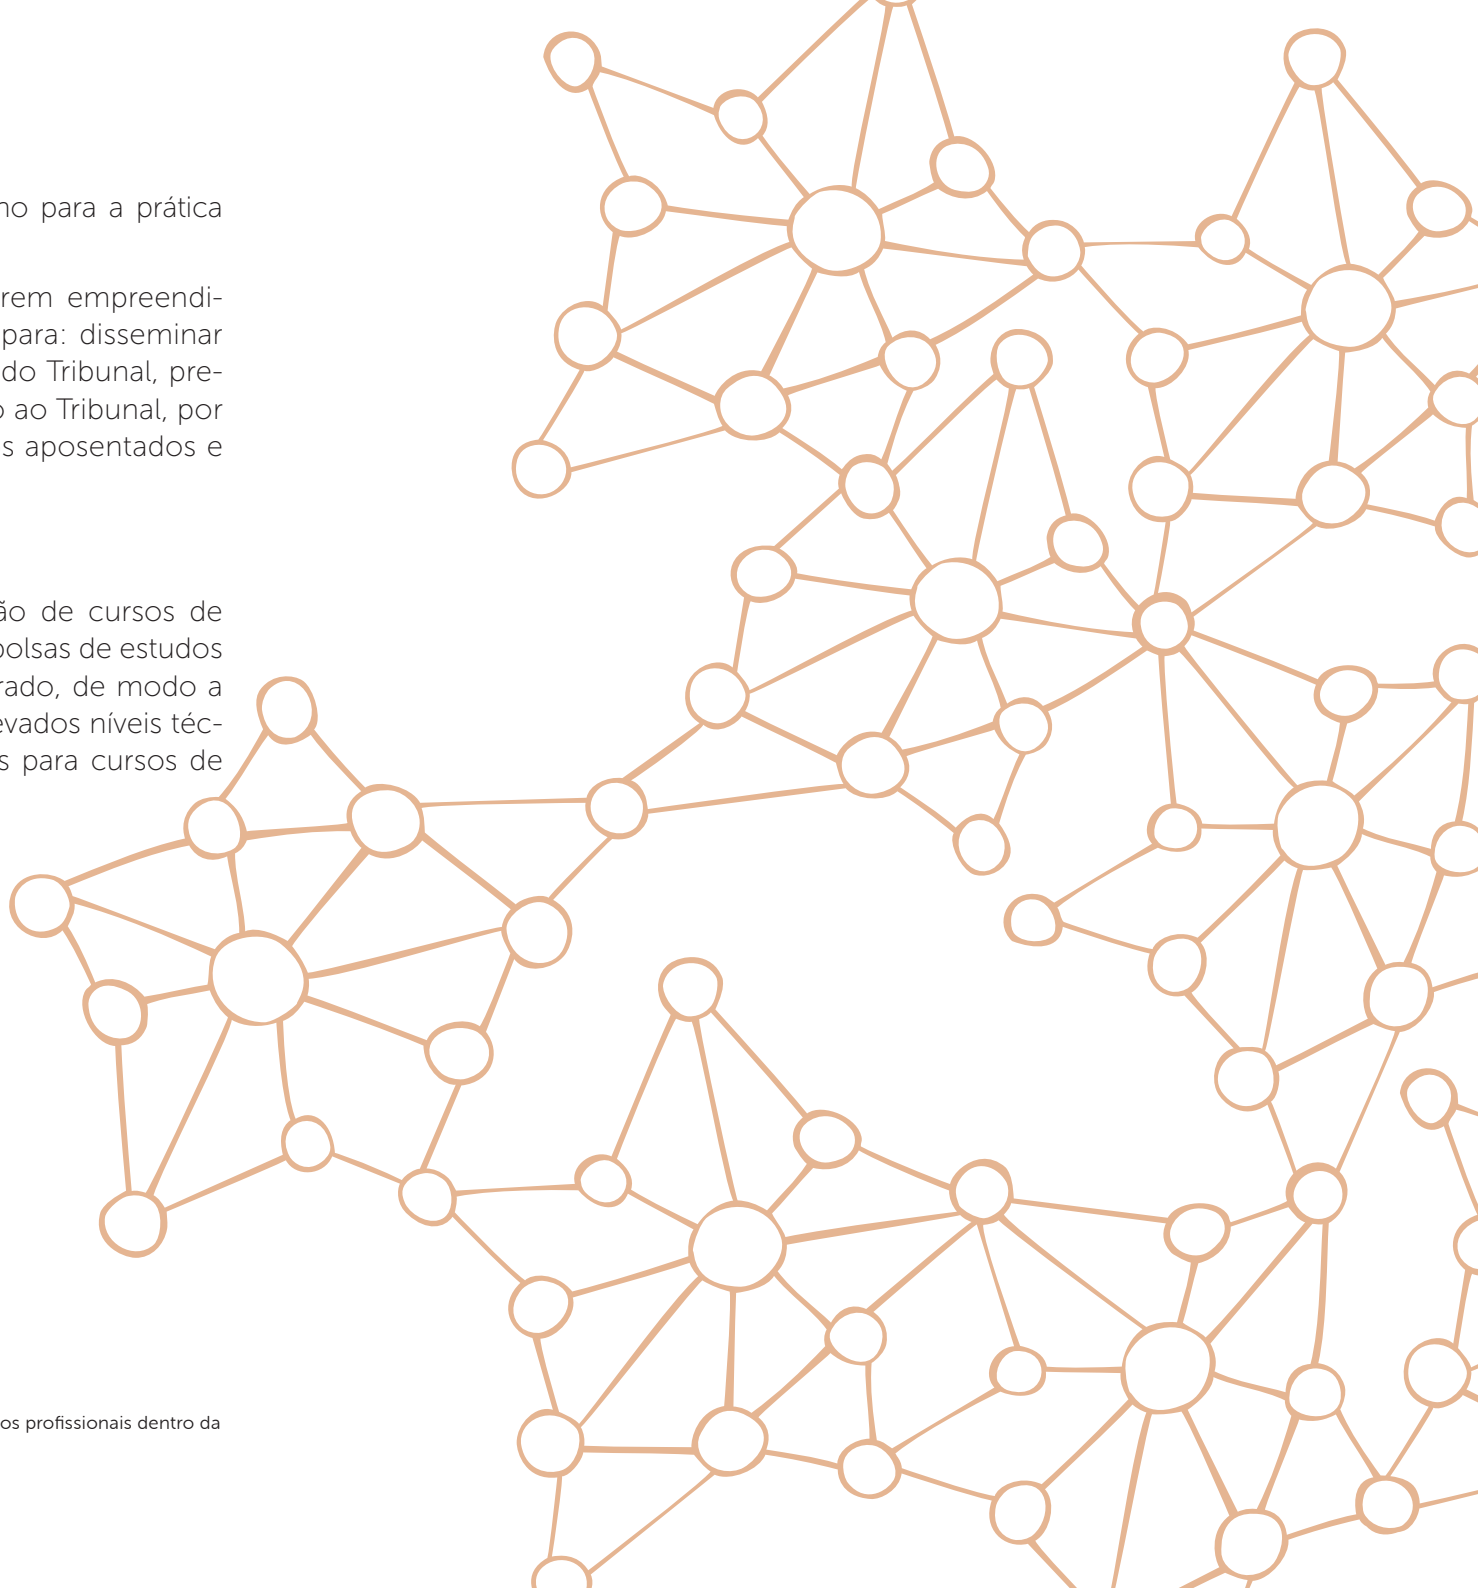 no para a prática
rem empreendi-
para: disseminar
do Tribunal, pre-
o ao Tribunal, por
s aposentados e
ão de cursos de
bolsas de estudos
rado, de modo a
evados níveis téc-
s para cursos de
os profissionais dentro da